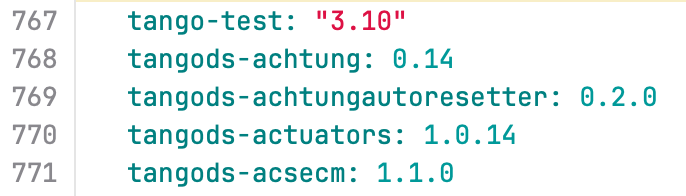 767 tango-test: "3.10"
768 tangods-achtung: 0.14
769 tangods-achtungautoresetter: 0.2.0
770 tangods-actuators: 1.0.14
771 tangods-acsecm: 1.1.0